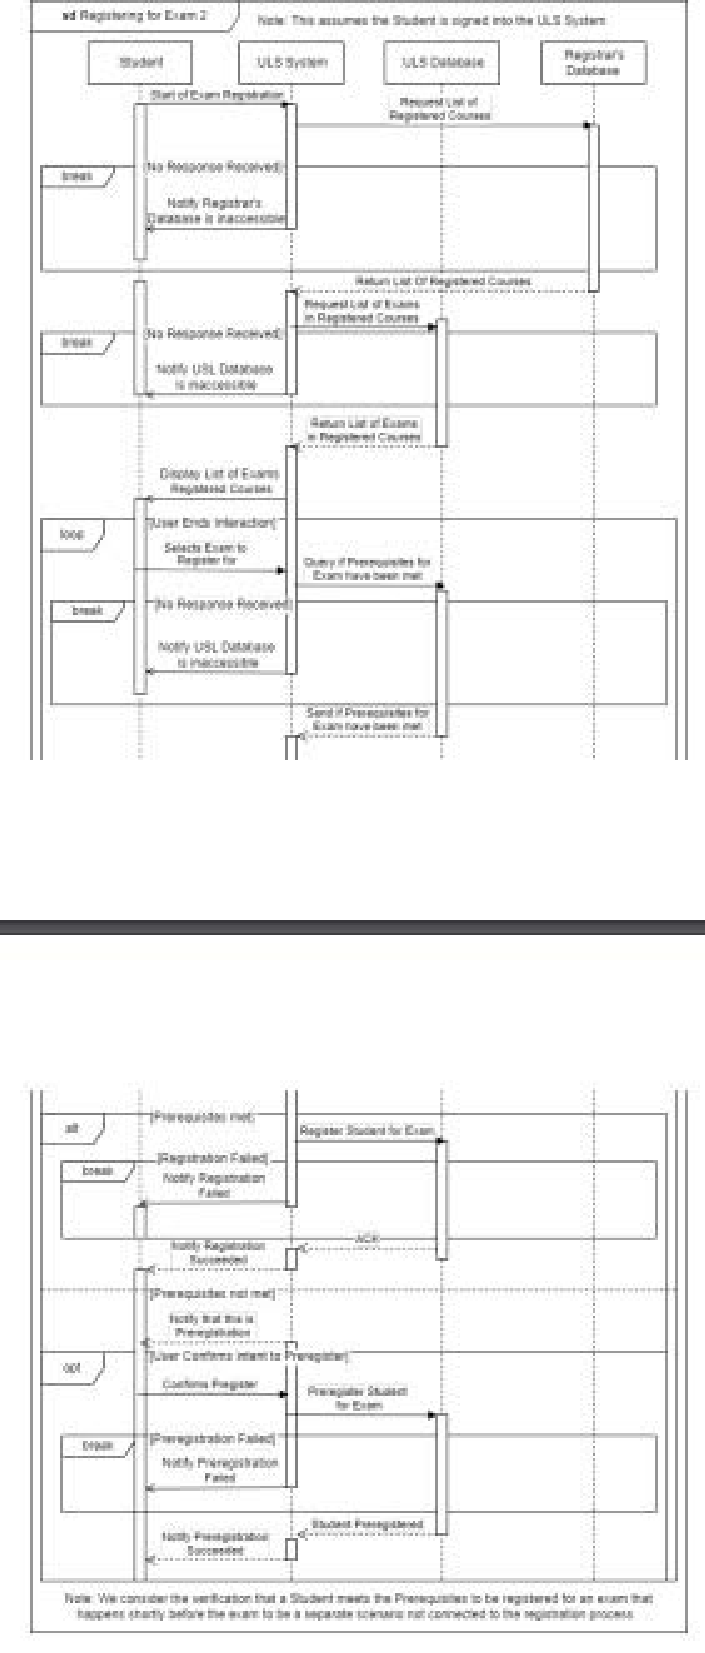 sd Registering for Exam 2
Note: This assumes the Student is signed into the ULS System
Student
ULS System
ULS Database
Registrar's
Database
Start of Exam Registration
Request List of
Registered Courses
break
[No Response Received]
Notify Registrar's
Database is inaccessible
Return List Of Registered Courses
Request List of Exams
in Registered Courses
break
[No Response Received]
Notify USL Database
is inaccessible
Return List of Exams
in Registered Courses
Display List of Exams
Registered Courses
loop
[User Ends Interaction]
Selects Exam to
Register for
Query if Prerequisites for
Exam have been met
break
[No Response Received]
Notify USL Database
is inaccessible
Send if Prerequisites for
Exam have been met
alt
[Prerequisites met]
Register Student for Exam
break
[Registration Failed]
Notify Registration
Failed
ACK
Notify Registration
Succeeded
[Prerequisites not met]
Notify that this is
Preregistration
opt
[User Confirms Intent to Preregister]
Confirms Pregister
Preregister Student
for Exam
break
[Preregistration Failed]
Notify Preregistration
Failed
Student Preregistered
Notify Preregistration
Succeeded
Note: We consider the verification that a Student meets the Prerequisites to be registered for an exam that
happens shortly before the exam to be a separate scenario not connected to the registration process